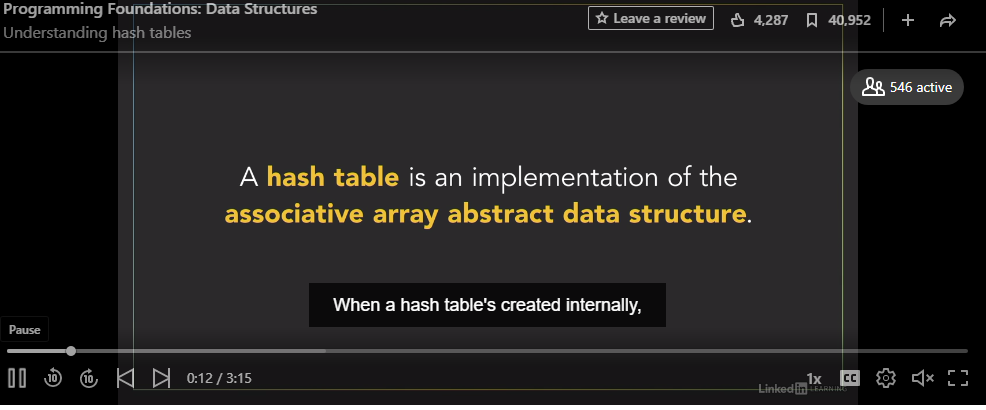 Programming Foundations: Data Structures
Understanding hash tables
Leave a review
4,287
40,952
546 active
A hash table is an implementation of the
associative array abstract data structure.
When a hash table's created internally,
Pause
10
10
0:12 / 3:15
1x
CC
Linked in LEARNING